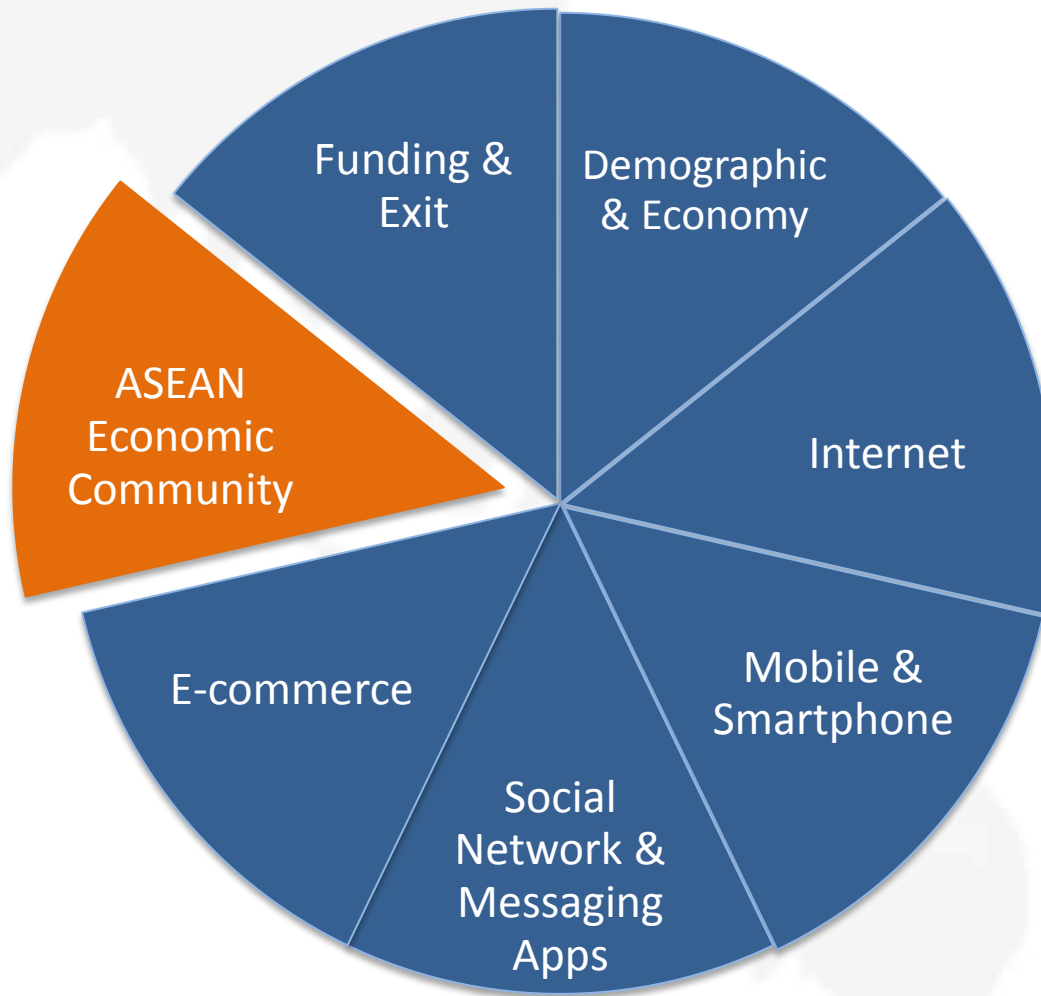 Funding &
Exit
Demographic
& Economy
ASEAN
Economic
Community
Internet
E-commerce
Mobile &
Smartphone
Social
Network &
Messaging
Apps